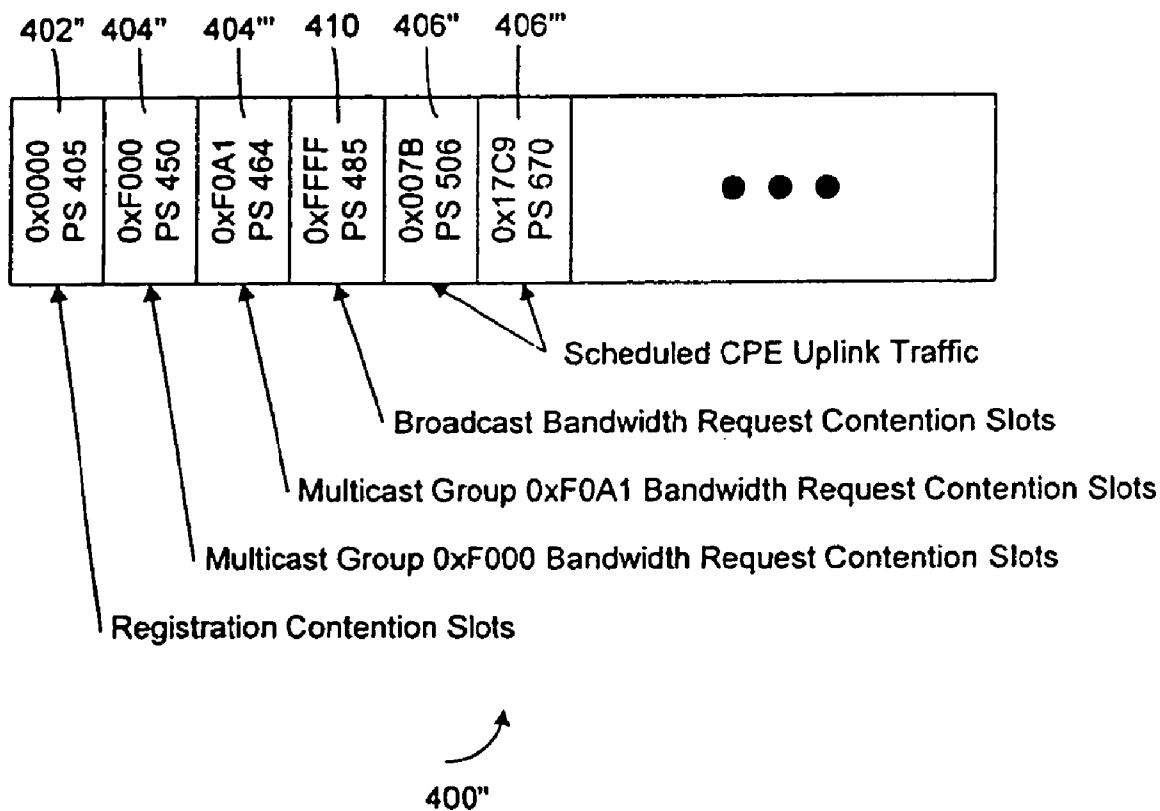 402" 404" 404''' 410 406" 406'''
0x0000
PS 405
0xF000
PS 450
0xF0A1
PS 464
0xFFFF
PS 485
0x007B
PS 506
0x17C9
PS 670
Scheduled CPE Uplink Traffic
Broadcast Bandwidth Request Contention Slots
Multicast Group 0xF0A1 Bandwidth Request Contention Slots
Multicast Group 0xF000 Bandwidth Request Contention Slots
Registration Contention Slots
400"